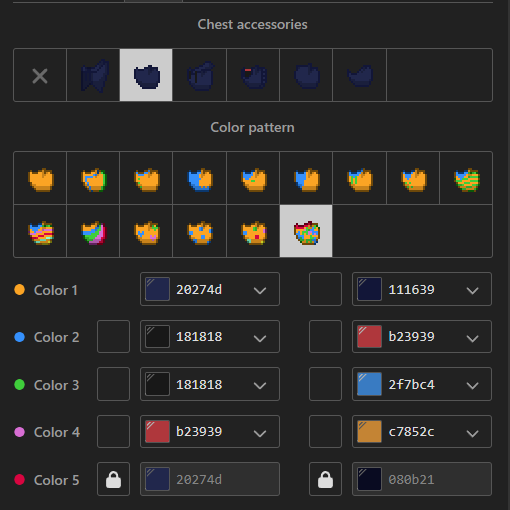 Chest accessories
Color pattern
Color 1 20274d 111639
Color 2 181818 b23939
Color 3 181818 2f7bc4
Color 4 b23939 c7852c
Color 5 20274d 080b21